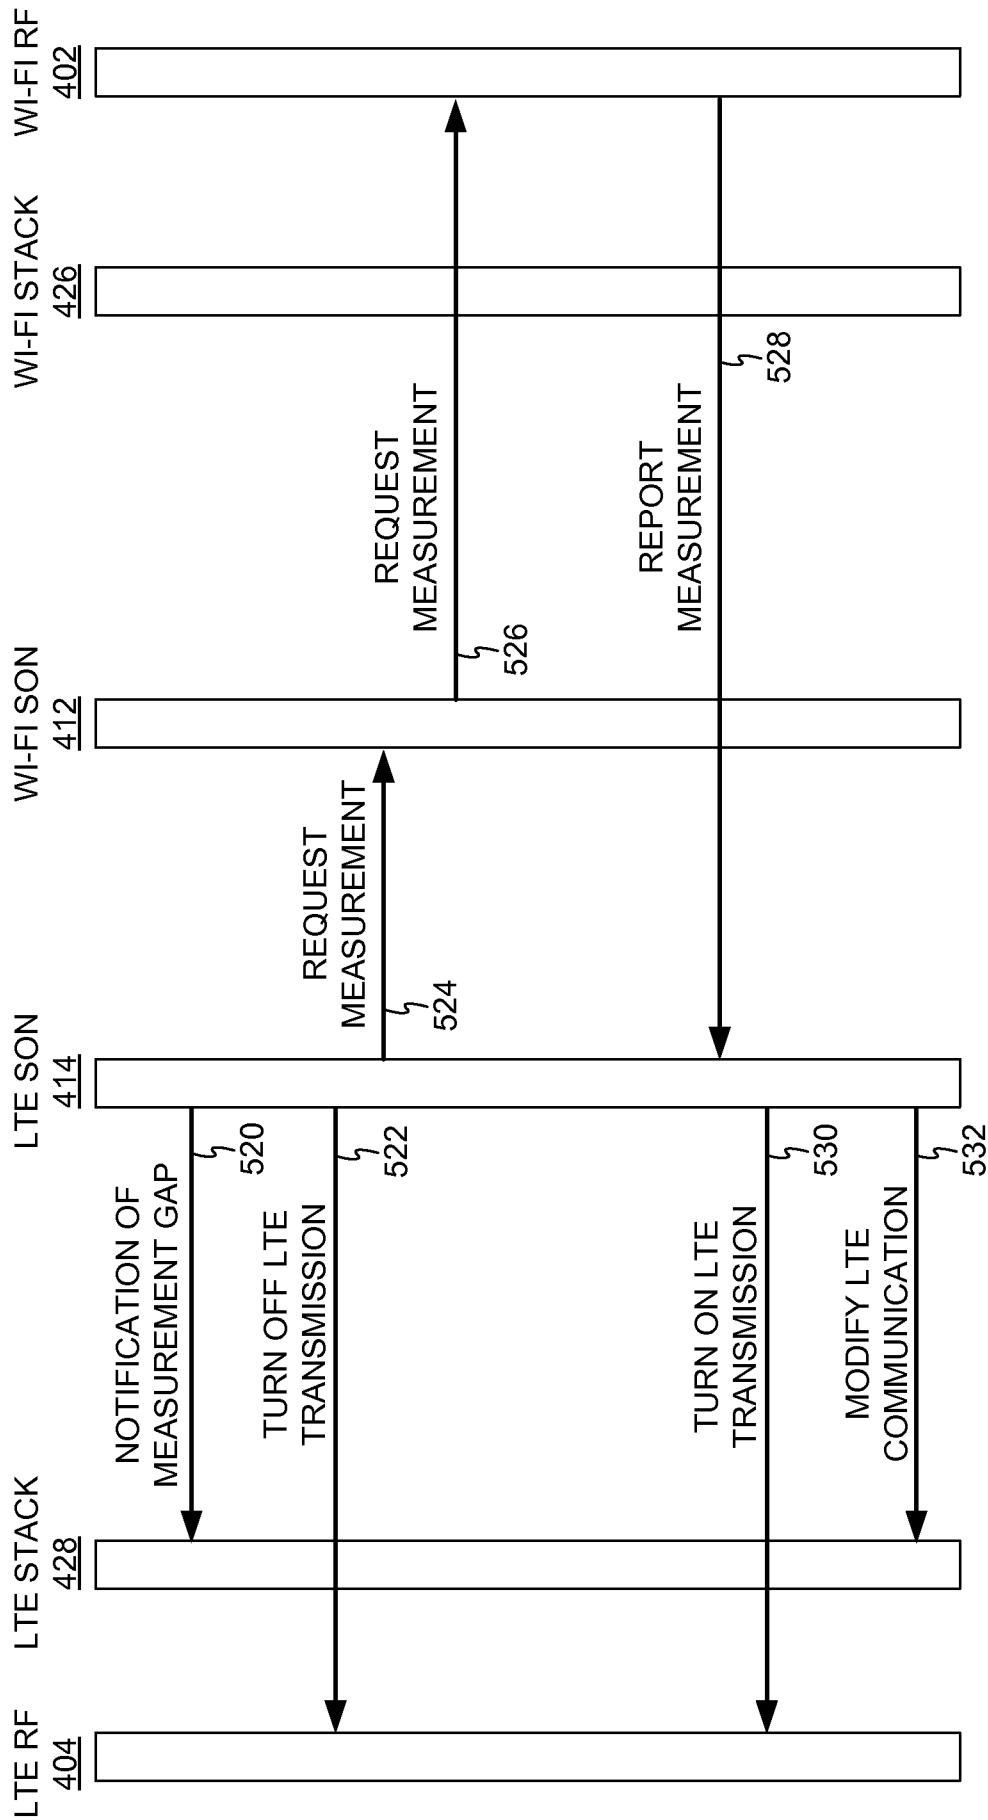 LTE RF
404
LTE STACK
428
LTE SON
414
WI-FI SON
412
WI-FI STACK
426
WI-FI RF
402
NOTIFICATION OF
MEASUREMENT GAP
520
TURN OFF LTE
TRANSMISSION
522
REQUEST
MEASUREMENT
524
REQUEST
MEASUREMENT
526
REPORT
MEASUREMENT
528
TURN ON LTE
TRANSMISSION
530
MODIFY LTE
COMMUNICATION
532